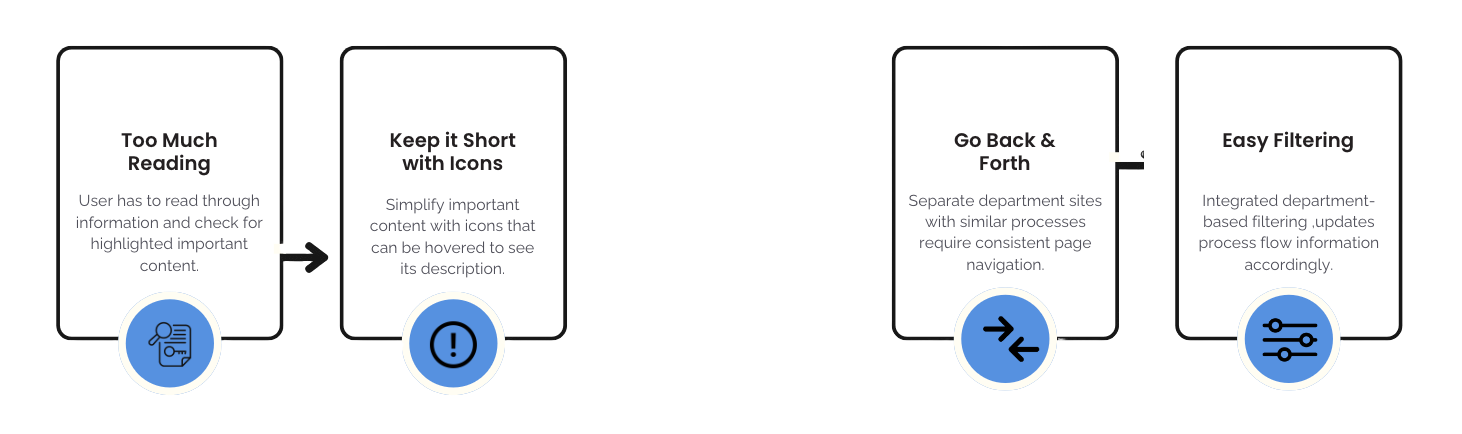 Too Much
Reading
User has to read through
information and check for
highlighted important
content.
Keep it Short
with Icons
Simplify important
content with icons that
can be hovered to see
its description.
Go Back &
Forth
Separate department sites
with similar processes
require consistent page
navigation.
Easy Filtering
Integrated department-
based filtering ,updates
process flow information
accordingly.